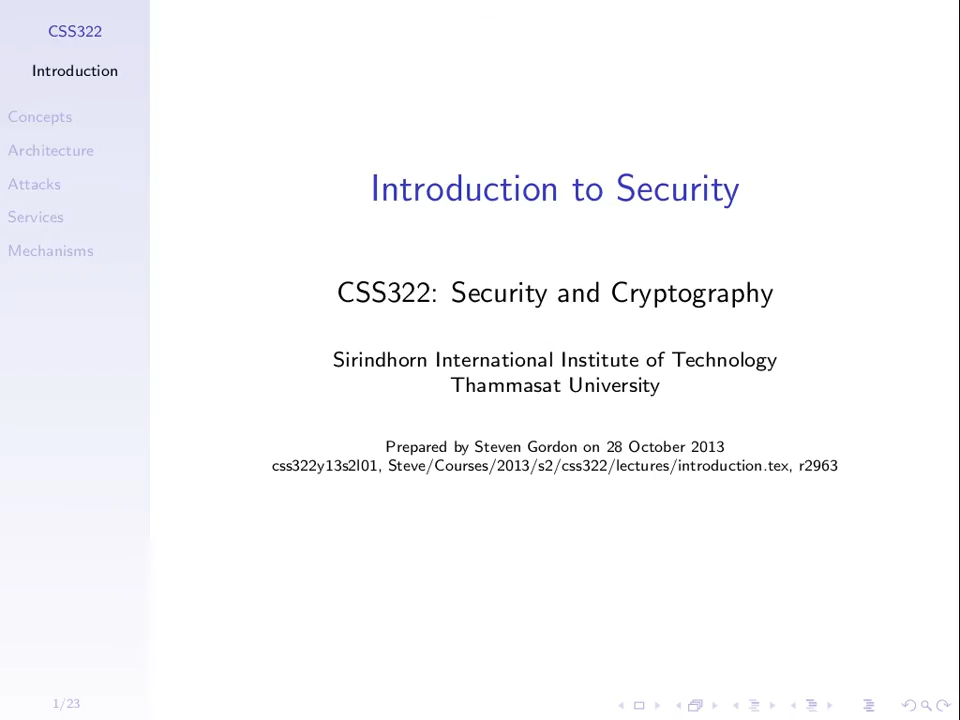 CSS322
Introduction
Concepts
Architecture
Attacks
Services
Mechanisms
Introduction to Security
CSS322: Security and Cryptography
Sirindhorn International Institute of Technology
Thammasat University
Prepared by Steven Gordon on 28 October 2013
css322y13s2l01, Steve/Courses/2013/s2/css322/lectures/introduction.tex, r2963
1/23